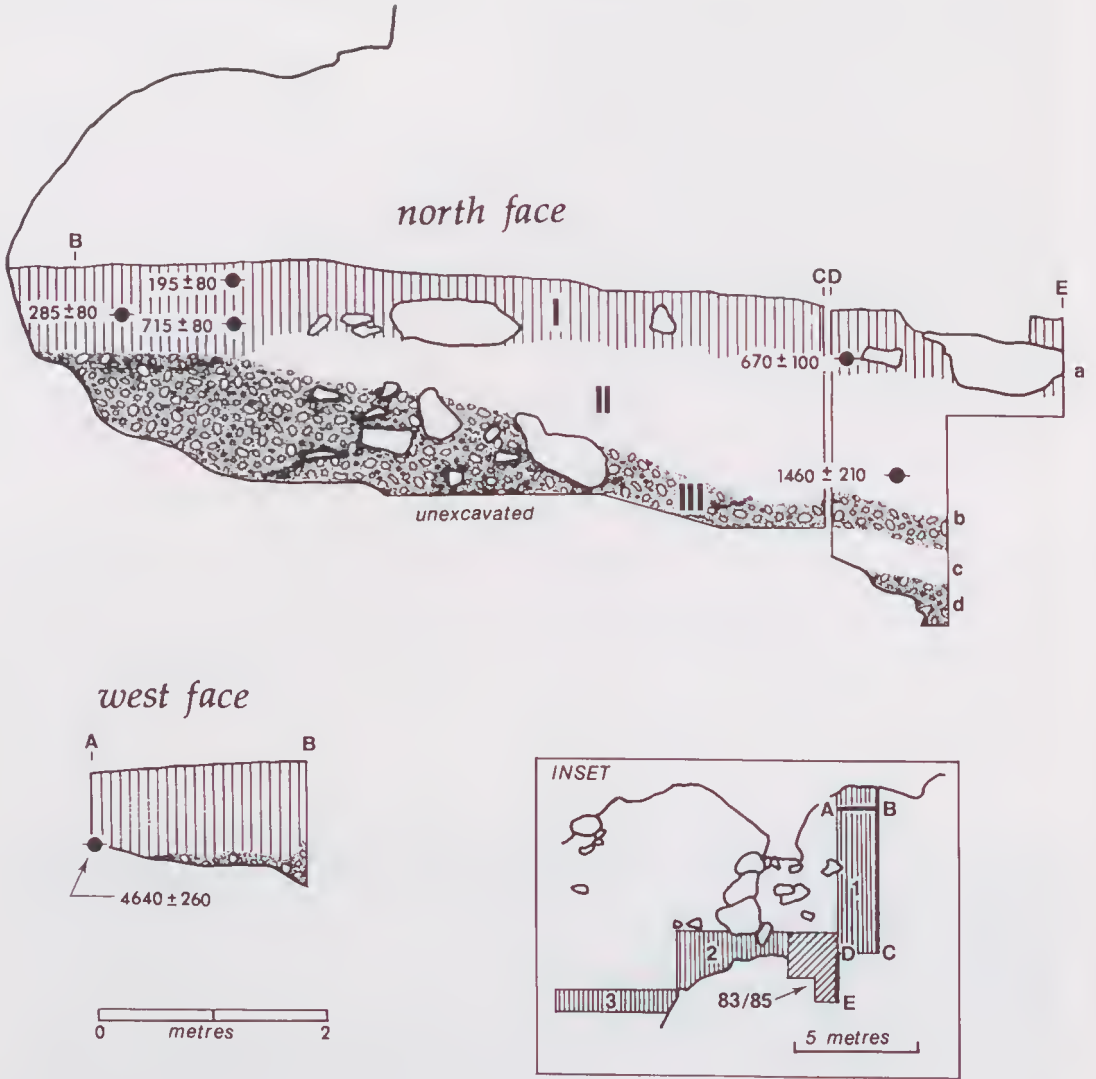 north face
B
CD
E
195 ± 80
285 ± 80
715 ± 80
I
670 ± 100
a
II
1460 ± 210
III
b
unexcavated
c
d
west face
A
B
4640 ± 260
0
2
metres
INSET
A
B
1
2
D
C
3
83/85
E
5 metres